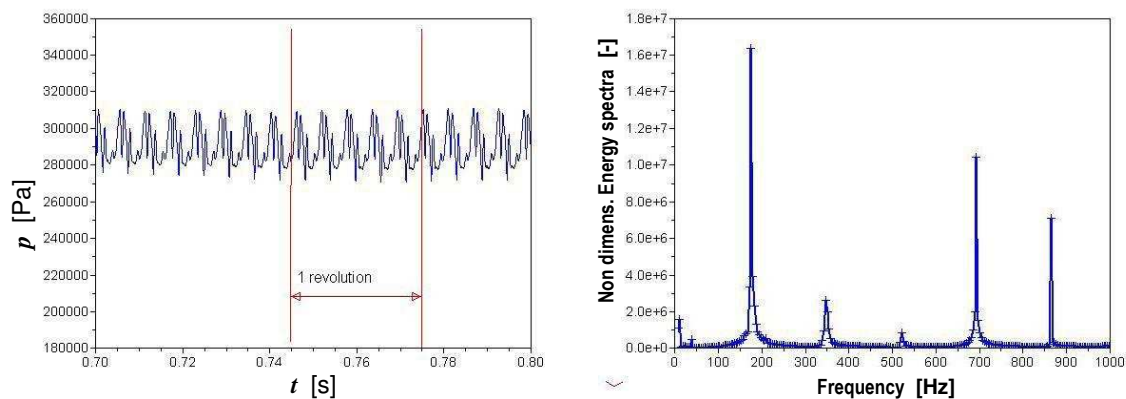 360000
340000
320000
300000
280000
260000
240000
220000
200000
180000
p [Pa]
1 revolution
0.70 0.72 0.74 0.76 0.78 0.80
t [s]
1.8e+7
1.6e+7
1.4e+7
1.2e+7
1.0e+7
8.0e+6
6.0e+6
4.0e+6
2.0e+6
0.0e+0
Non dimens. Energy spectra [-]
0 100 200 300 400 500 600 700 800 900 1000
Frequency [Hz]